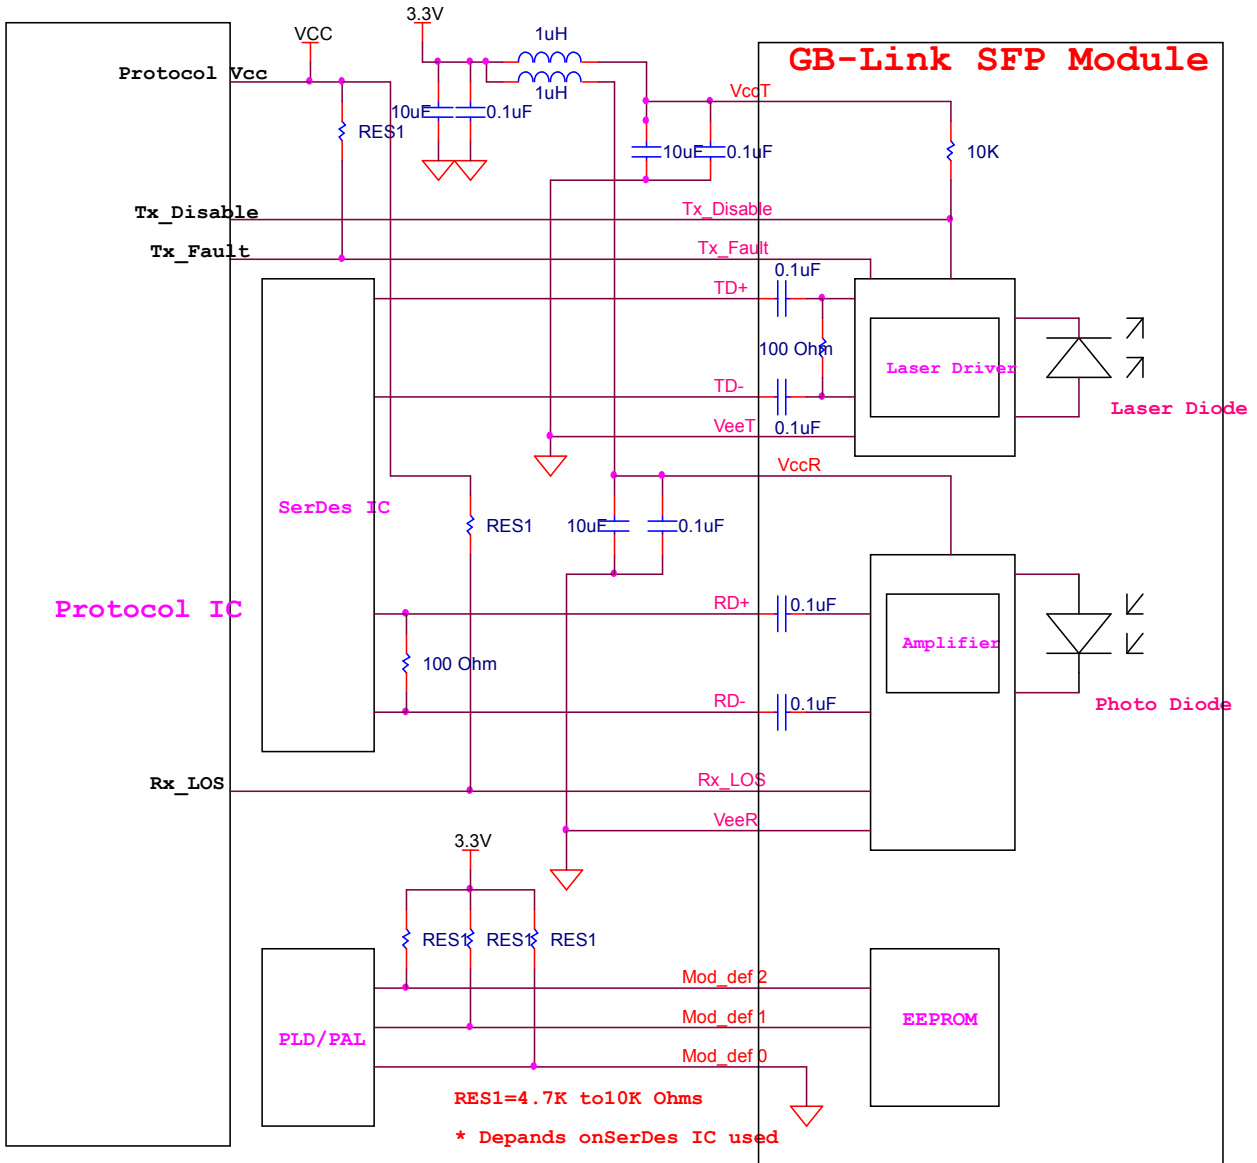 3.3V
VCC
1uH
GB-Link SFP Module
Protocol Vcc
1uH
VccT
10uF
0.1uF
RES1
10uF
0.1uF
10K
Tx_Disable
Tx_Disable
Tx_Fault
Tx_Fault
0.1uF
TD+
100 Ohm
Laser Driver
TD-
Laser Diode
VeeT
0.1uF
VccR
SerDes IC
RES1
10uF
0.1uF
Protocol IC
RD+
0.1uF
Amplifier
100 Ohm
RD-
0.1uF
Photo Diode
Rx_LOS
Rx_LOS
VeeR
3.3V
RES1
RES1
RES1
Mod_def 2
Mod_def 1
EEPROM
PLD/PAL
Mod_def 0
RES1=4.7K to10K Ohms
* Depands onSerDes IC used